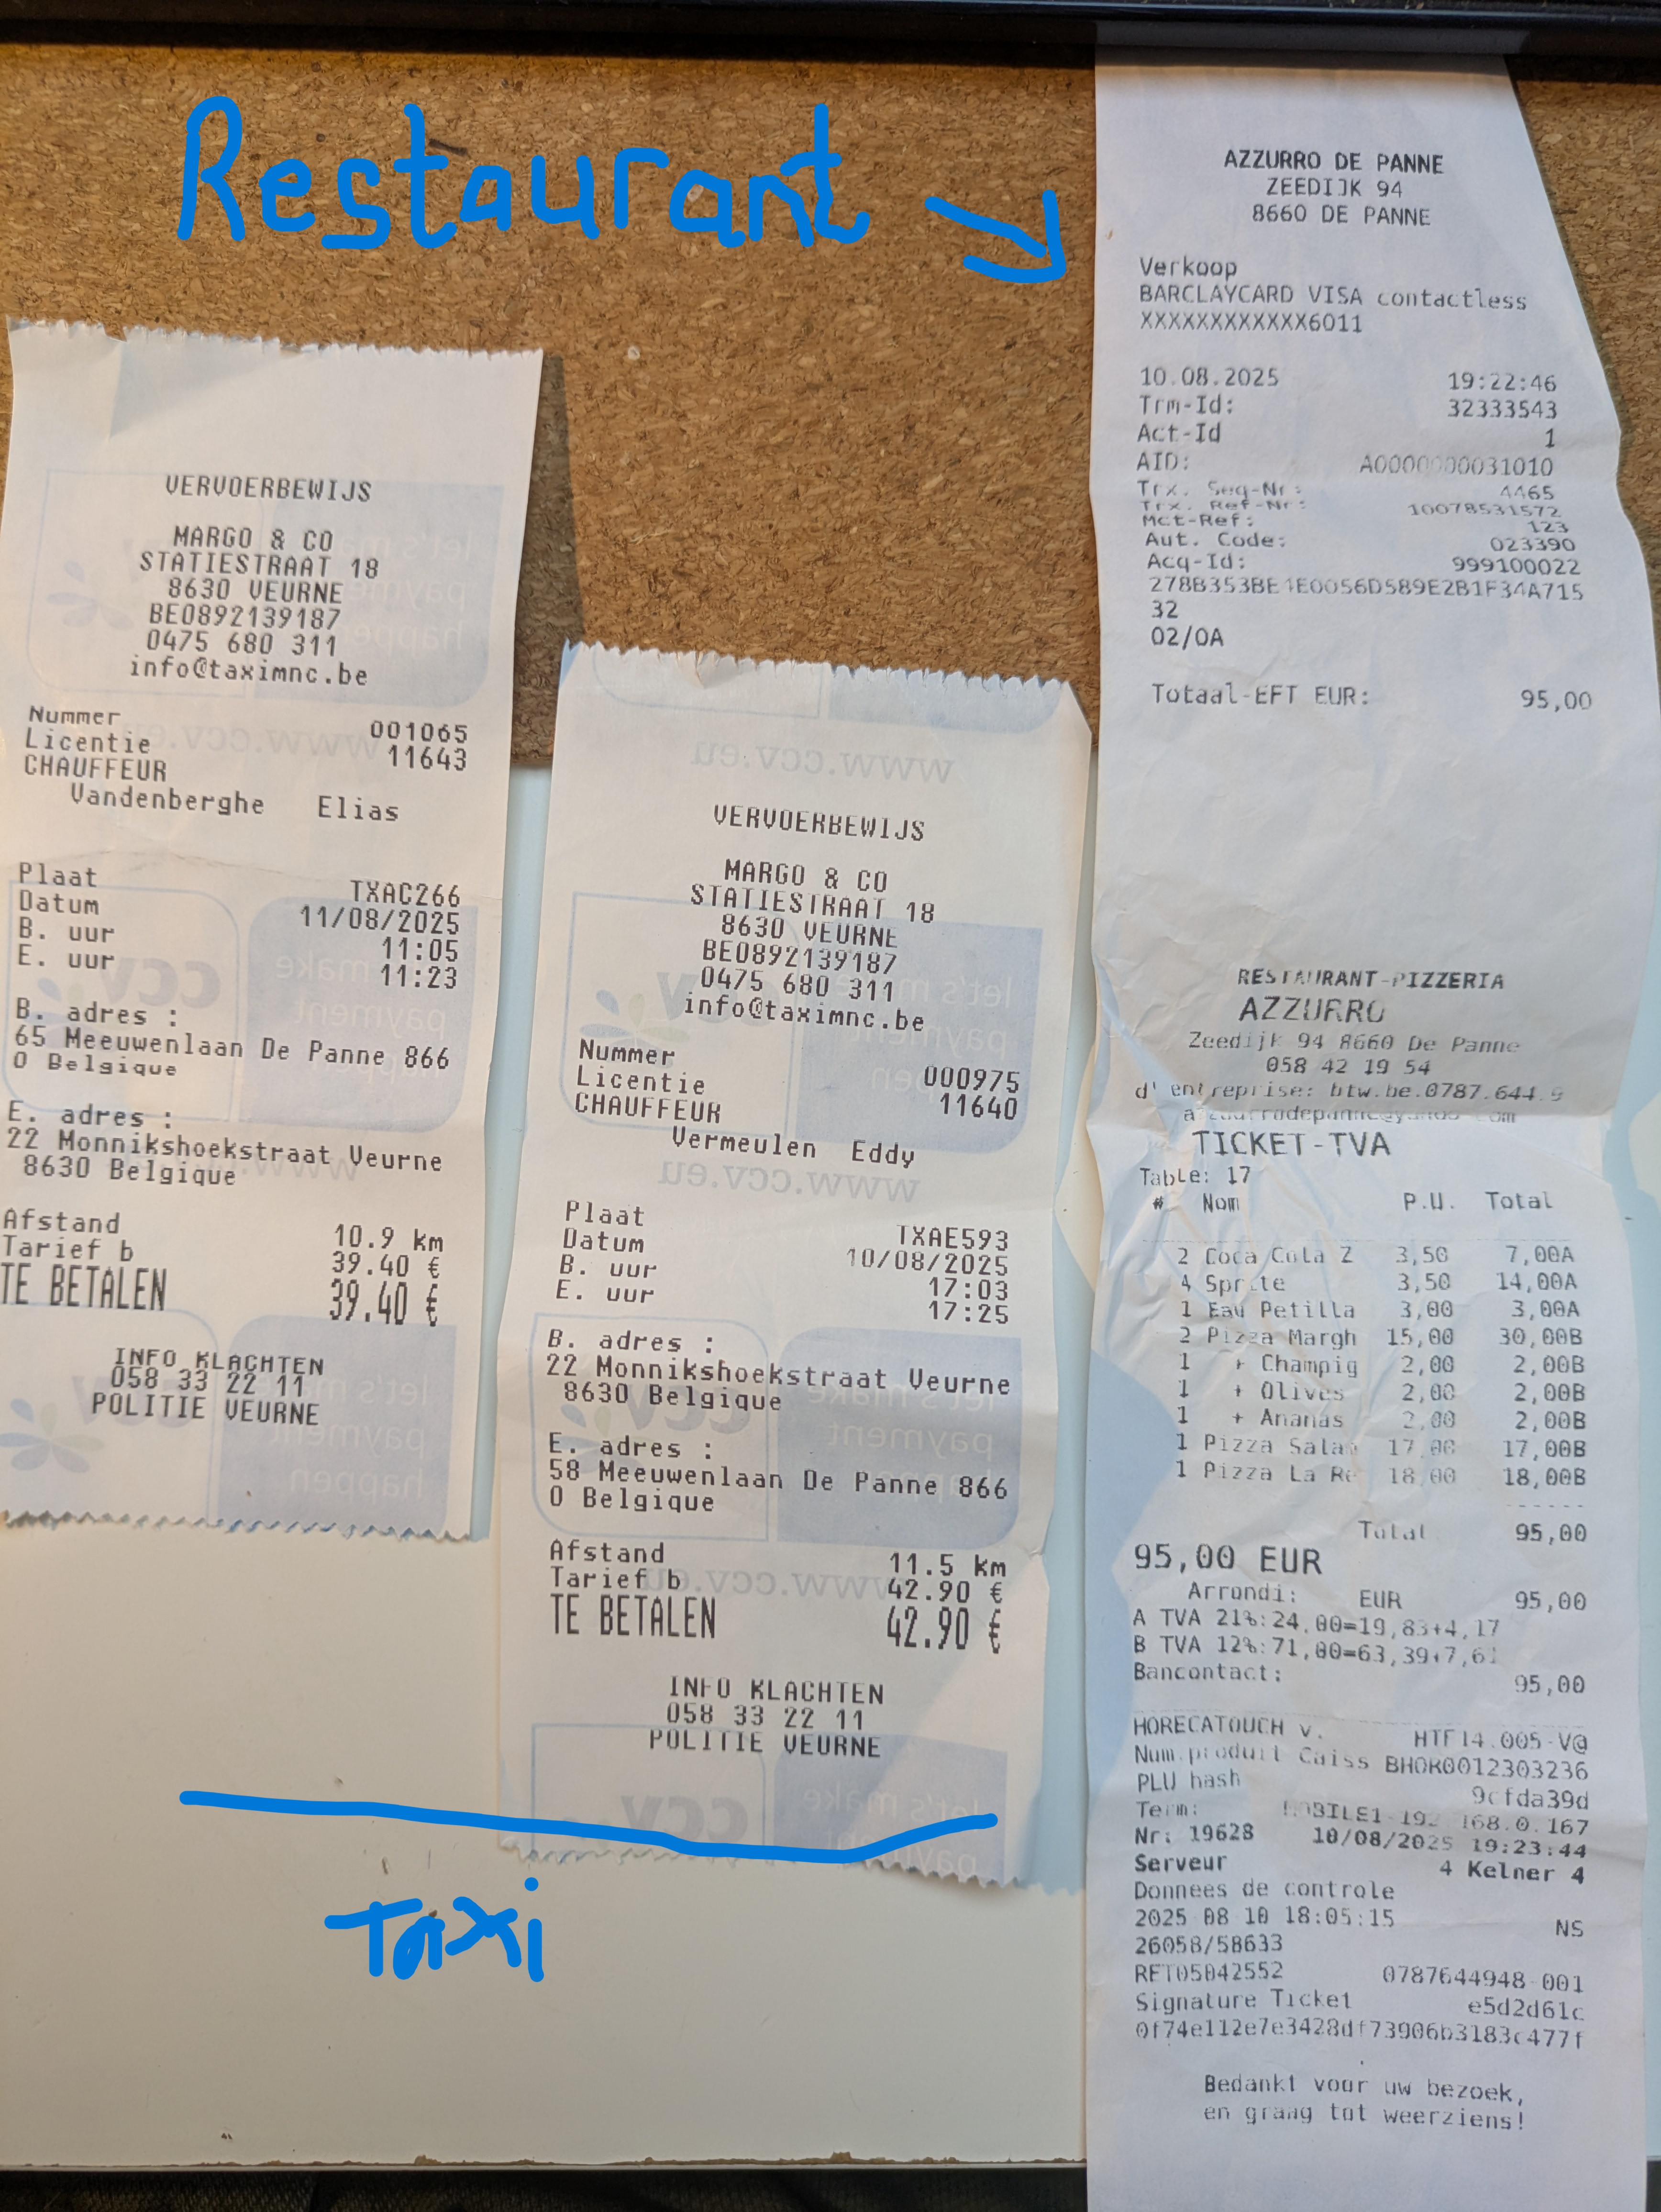 Restaurant
VERVOERBEWIJS
MARGO & CO
STATIESTRAAT 18
8630 VEURNE
BE0892139187
0475 680 311
info@taximnc.be
Nummer 001065
Licentie 11643
CHAUFFEUR
Vandenberghe Elias
Plaat TXAC266
Datum 11/08/2025
B. uur 11:05
E. uur 11:23
B. adres :
65 Meeuwenlaan De Panne 866
0 Belgique
E. adres :
22 Monnikshoekstraat Veurne
8630 Belgique
Afstand 10.9 km
Tarief b 39.40 €
TE BETALEN 39.40 €
INFO KLACHTEN
058 33 22 11
POLITIE VEURNE
www.ccv.eu
VERVOERBEWIJS
MARGO & CO
STATIESTRAAT 18
8630 VEURNE
BE0892139187
0475 680 311
info@taximnc.be
Nummer 000975
Licentie 11640
CHAUFFEUR
Vermeulen Eddy
www.ccv.eu
Plaat TXAE593
Datum 10/08/2025
B. uur 17:03
E. uur 17:25
B. adres :
22 Monnikshoekstraat Veurne
8630 Belgique
E. adres :
58 Meeuwenlaan De Panne 866
0 Belgique
Afstand 11.5 km
Tarief b 42.90 €
TE BETALEN 42.90 €
INFO KLACHTEN
058 33 22 11
POLITIE VEURNE
Taxi
AZZURRO DE PANNE
ZEEDIJK 94
8660 DE PANNE
Verkoop
BARCLAYCARD VISA contactless
XXXXXXXXXXXX6011
10.08.2025 19:22:46
Trm-Id: 32333543
Act-Id 1
AID: A0000000031010
Trx. Seq-Nr: 4465
Trx. Ref-Nr: 10078531572
Mct-Ref: 123
Aut. Code: 023390
Acq-Id: 999100022
278B353BE4E0056D589E2B1F34A715
32
02/0A
Totaal-EFT EUR: 95,00
RESTAURANT-PIZZERIA
AZZURRO
Zeedijk 94 8660 De Panne
058 42 19 54
d'entreprise: btw.be.0787.644.9
TICKET-TVA
Table: 17
# Nom P.U. Total
2 Coca Cola Z 3,50 7,00A
4 Sprite 3,50 14,00A
1 Eau Petilla 3,00 3,00A
2 Pizza Margh 15,00 30,00B
1 + Champig 2,00 2,00B
1 + Olives 2,00 2,00B
1 + Ananas 2,00 2,00B
1 Pizza Sala 17,00 17,00B
1 Pizza La Re 18,00 18,00B
------
Total 95,00
95,00 EUR
Arrondi: EUR 95,00
A TVA 21%:24,00=19,83+4,17
B TVA 12%:71,00=63,39+7,61
Bancontact: 95,00
HORECATOUCH v. HTF14.005-V@
Num.produit Caiss BHOR0012303236
PLU hash 9cfda39d
Term: MOBILE1-192.168.0.167
Nr: 19628 10/08/2025 19:23:44
Serveur 4 Kelner 4
Donnees de controle
2025-08-10 18:05:15 NS
26058/58633
RFT05042552 0787644948-001
Signature Ticket e5d2d61c
0f74e112e7e3428df73906b3183c477f
Bedankt voor uw bezoek,
en graag tot weerziens!